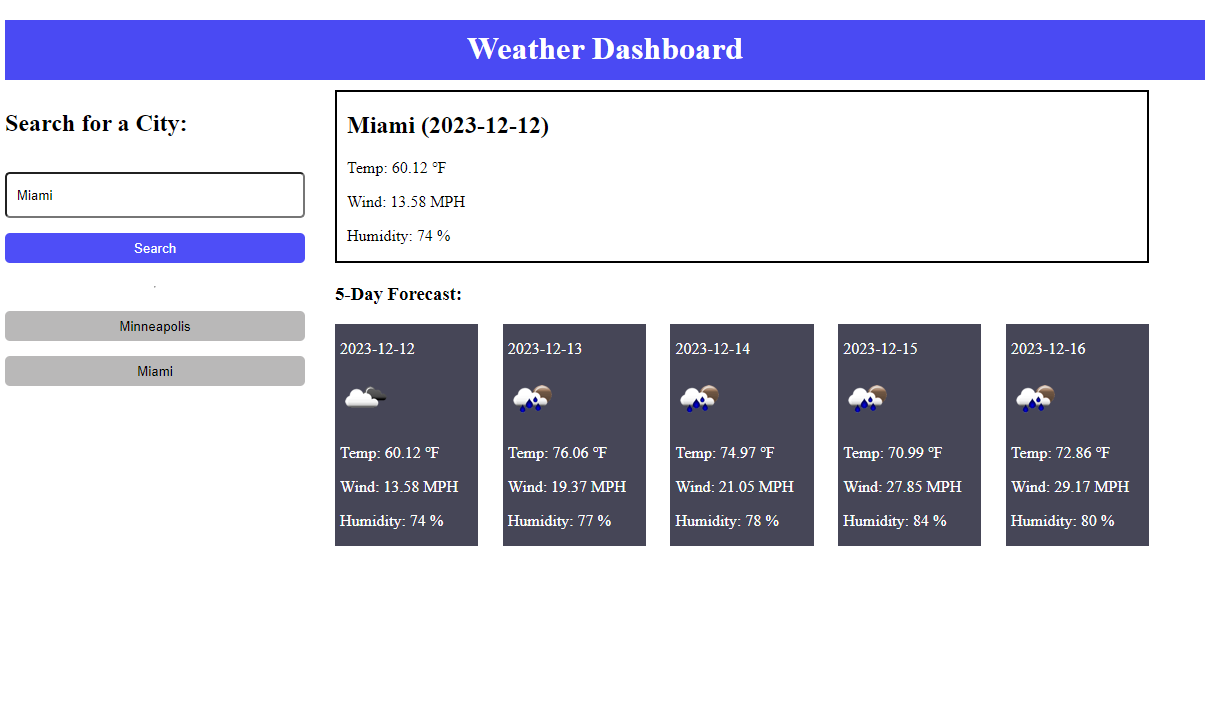 Weather Dashboard
Search for a City:
Miami
Search
Minneapolis
Miami
Miami (2023-12-12)
Temp: 60.12 °F
Wind: 13.58 MPH
Humidity: 74 %
5-Day Forecast:
2023-12-12
Temp: 60.12 °F
Wind: 13.58 MPH
Humidity: 74 %
2023-12-13
Temp: 76.06 °F
Wind: 19.37 MPH
Humidity: 77 %
2023-12-14
Temp: 74.97 °F
Wind: 21.05 MPH
Humidity: 78 %
2023-12-15
Temp: 70.99 °F
Wind: 27.85 MPH
Humidity: 84 %
2023-12-16
Temp: 72.86 °F
Wind: 29.17 MPH
Humidity: 80 %